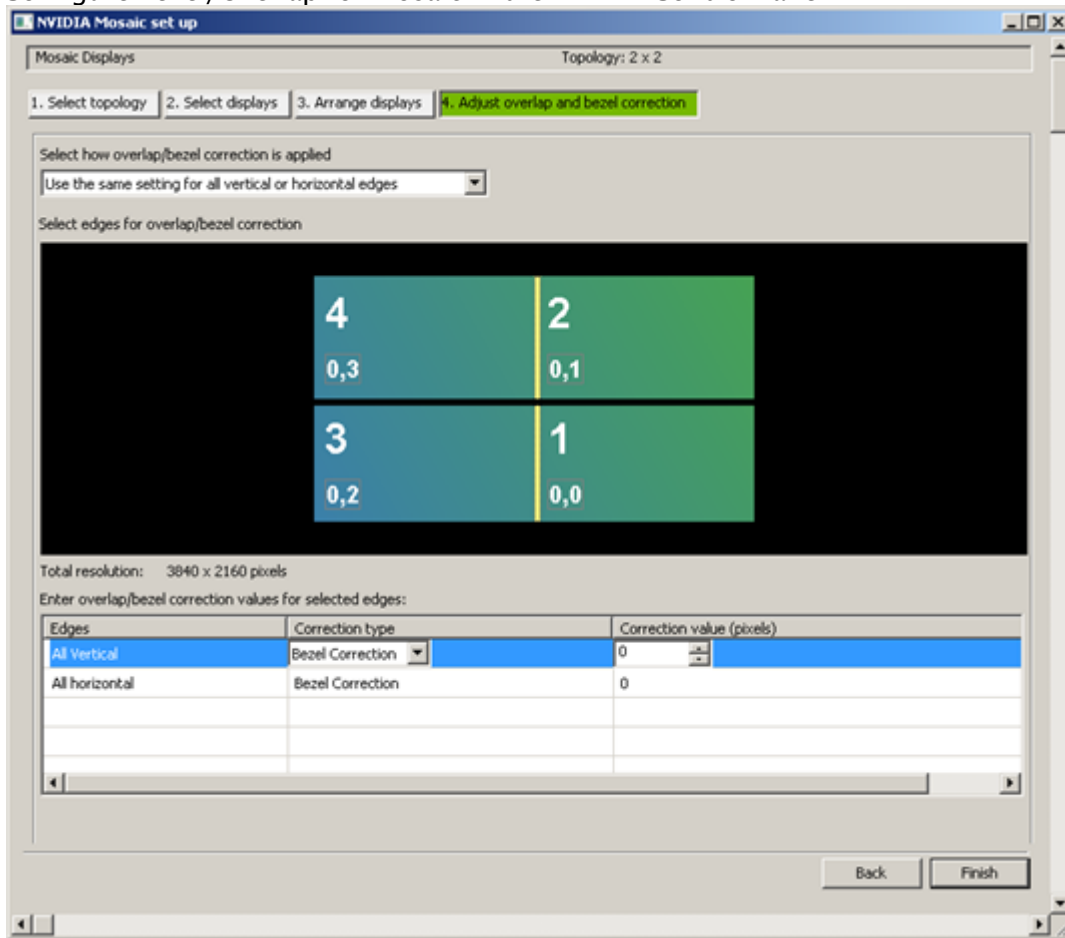 NVIDIA Mosaic set up
Mosaic Displays Topology: 2 x 2
1. Select topology 2. Select displays 3. Arrange displays 4. Adjust overlap and bezel correction
Select how overlap/bezel correction is applied
Use the same setting for all vertical or horizontal edges
Select edges for overlap/bezel correction
4 2
0,3 0,1
3 1
0,2 0,0
Total resolution: 3840 x 2160 pixels
Enter overlap/bezel correction values for selected edges:
Edges Correction type Correction value (pixels)
All Vertical Bezel Correction 0
All horizontal Bezel Correction 0
Back Finish